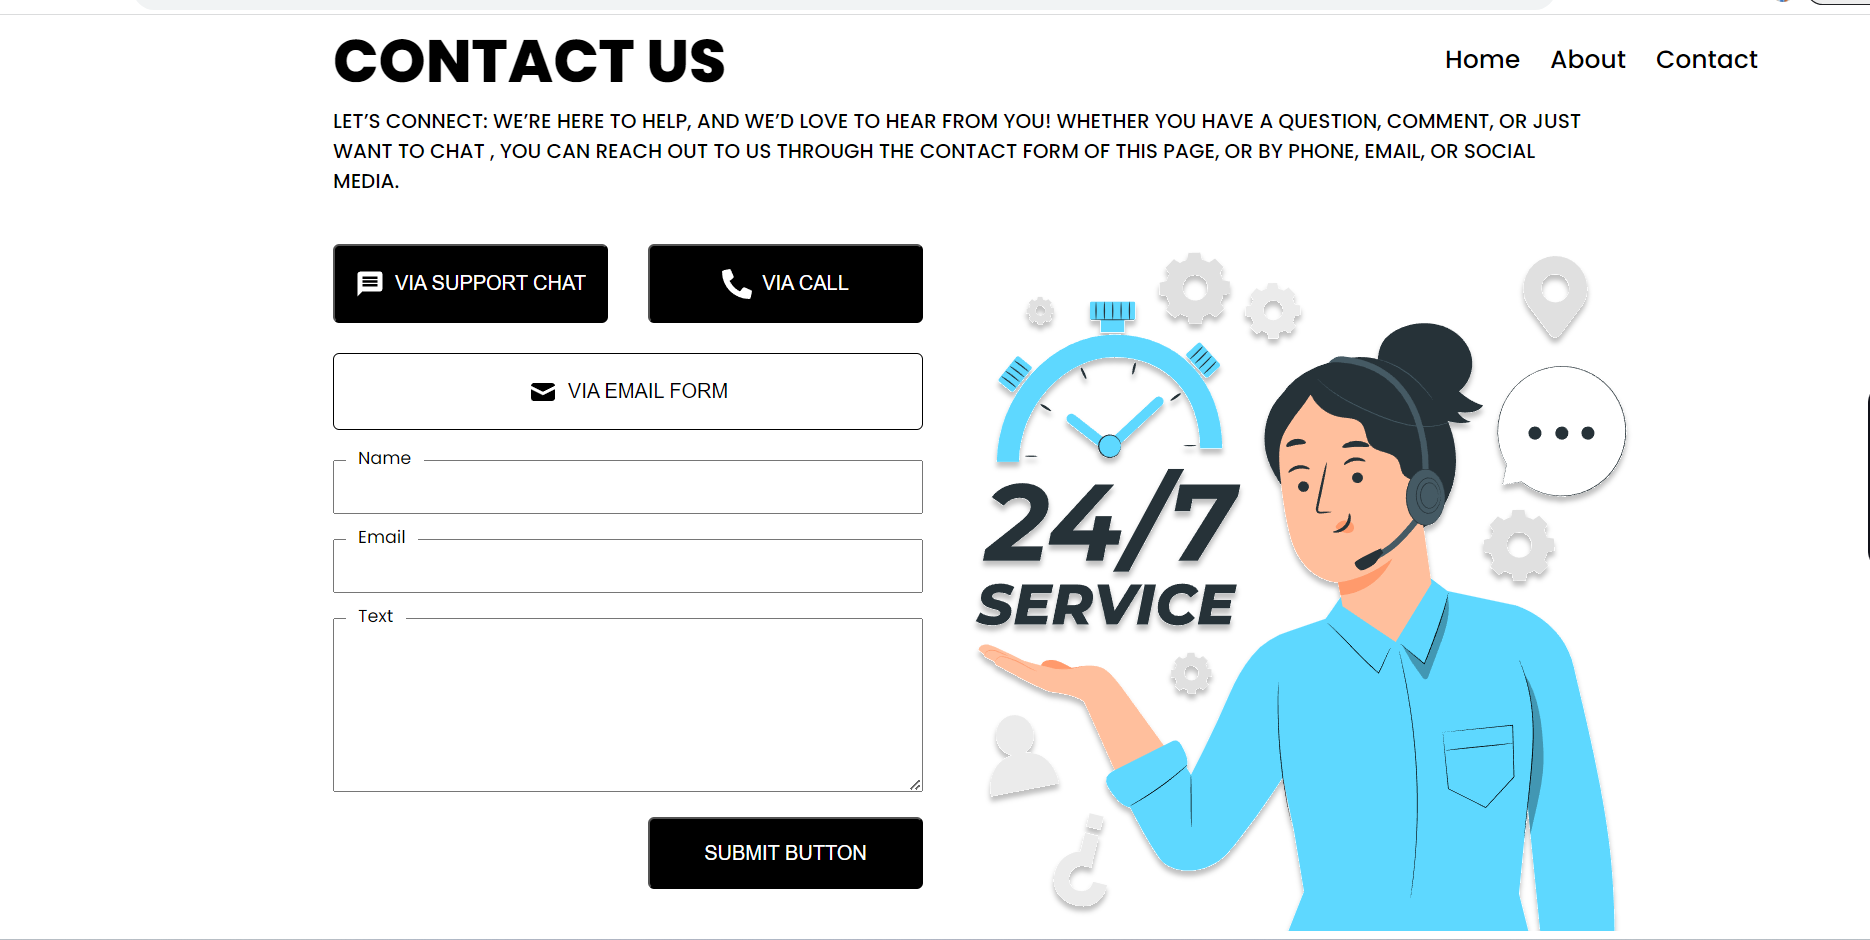 CONTACT US
Home About Contact
LET’S CONNECT: WE’RE HERE TO HELP, AND WE’D LOVE TO HEAR FROM YOU! WHETHER YOU HAVE A QUESTION, COMMENT, OR JUST
WANT TO CHAT , YOU CAN REACH OUT TO US THROUGH THE CONTACT FORM OF THIS PAGE, OR BY PHONE, EMAIL, OR SOCIAL
MEDIA.
VIA SUPPORT CHAT
VIA CALL
VIA EMAIL FORM
Name
Email
Text
SUBMIT BUTTON
24/7
SERVICE